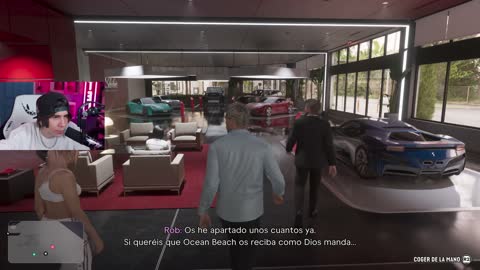 Rob: Os he apartado unos cuantos ya.
Si queréis que Ocean Beach os reciba como Dios manda...
COGER DE LA MANO R3